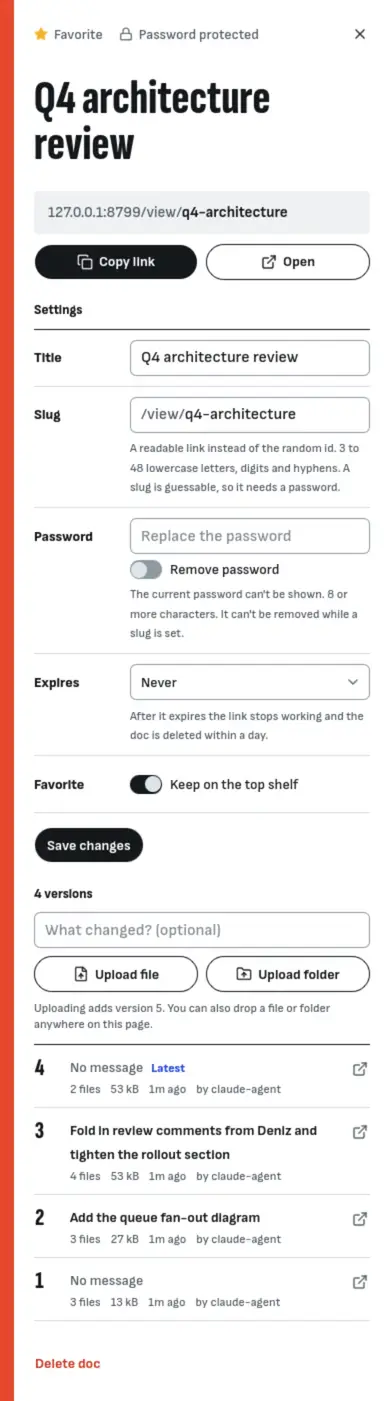 Favorite Password protected
Q4 architecture
review
127.0.0.1:8799/view/q4-architecture
Copy link Open
Settings
Title Q4 architecture review
Slug /view/q4-architecture
A readable link instead of the random id. 3 to
48 lowercase letters, digits and hyphens. A
slug is guessable, so it needs a password.
Password Replace the password
Remove password
The current password can't be shown. 8 or
more characters. It can't be removed while a
slug is set.
Expires Never
After it expires the link stops working and the
doc is deleted within a day.
Favorite Keep on the top shelf
Save changes
4 versions
What changed? (optional)
Upload file Upload folder
Uploading adds version 5. You can also drop a file or folder
anywhere on this page.
4 No message Latest
2 files 53 kB 1m ago by claude-agent
3 Fold in review comments from Deniz and
tighten the rollout section
4 files 53 kB 1m ago by claude-agent
2 Add the queue fan-out diagram
3 files 27 kB 1m ago by claude-agent
1 No message
3 files 13 kB 1m ago by claude-agent
Delete doc